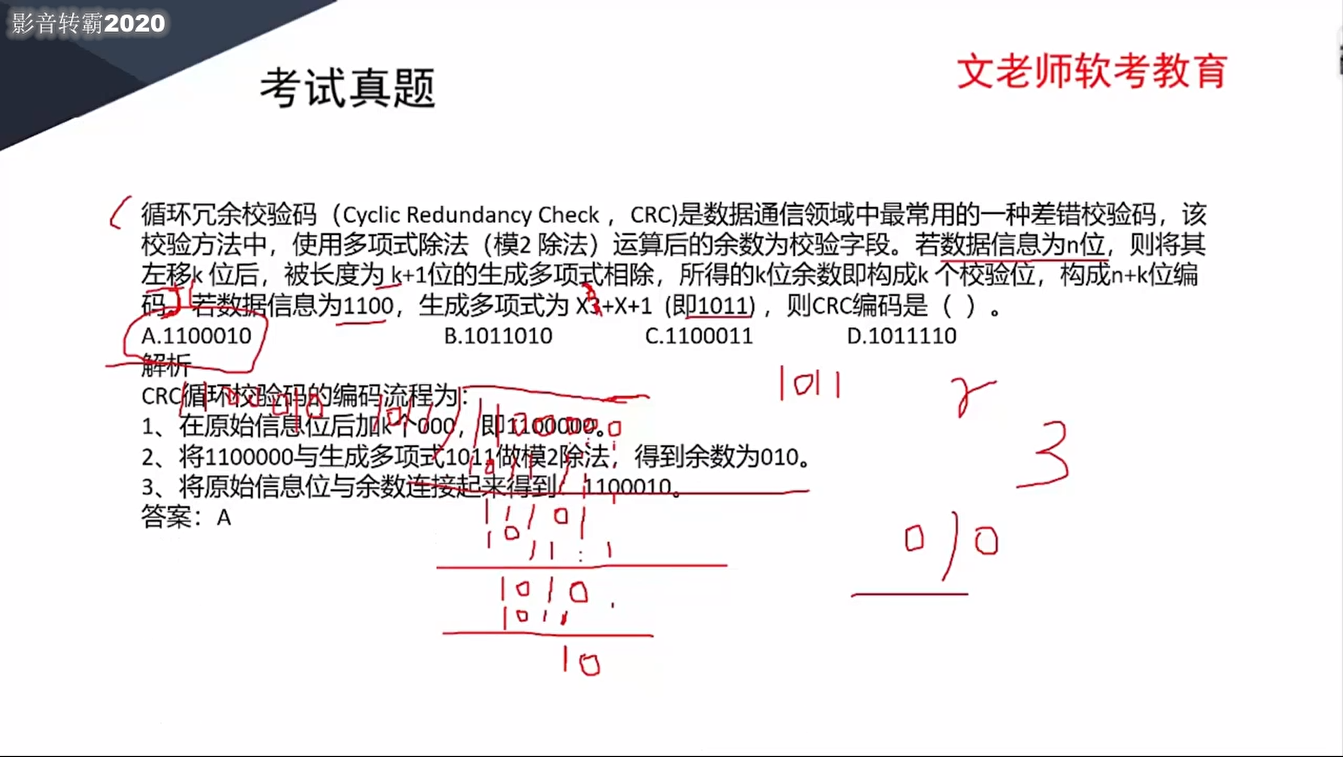 影音转霸2020
考试真题
文老师软考教育
循环冗余校验码（Cyclic Redundancy Check ，CRC)是数据通信领域中最常用的一种差错校验码，该
校验方法中，使用多项式除法（模2 除法）运算后的余数为校验字段。若数据信息为n位，则将其
左移k 位后，被长度为 k+1位的生成多项式相除，所得的k位余数即构成k 个校验位，构成n+k位编
码。若数据信息为1100，生成多项式为 X3+X+1（即1011），则CRC编码是（ ）。
A.1100010 B.1011010 C.1100011 D.1011110
解析
CRC循环校验码的编码流程为：
1、在原始信息位后加k个000，即1100000。
2、将1100000与生成多项式1011做模2除法，得到余数为010。
3、将原始信息位与余数连接起来得到，1100010。
答案：A
1011
3
010
1100010
1011
1100000
1011
1010
1011
10